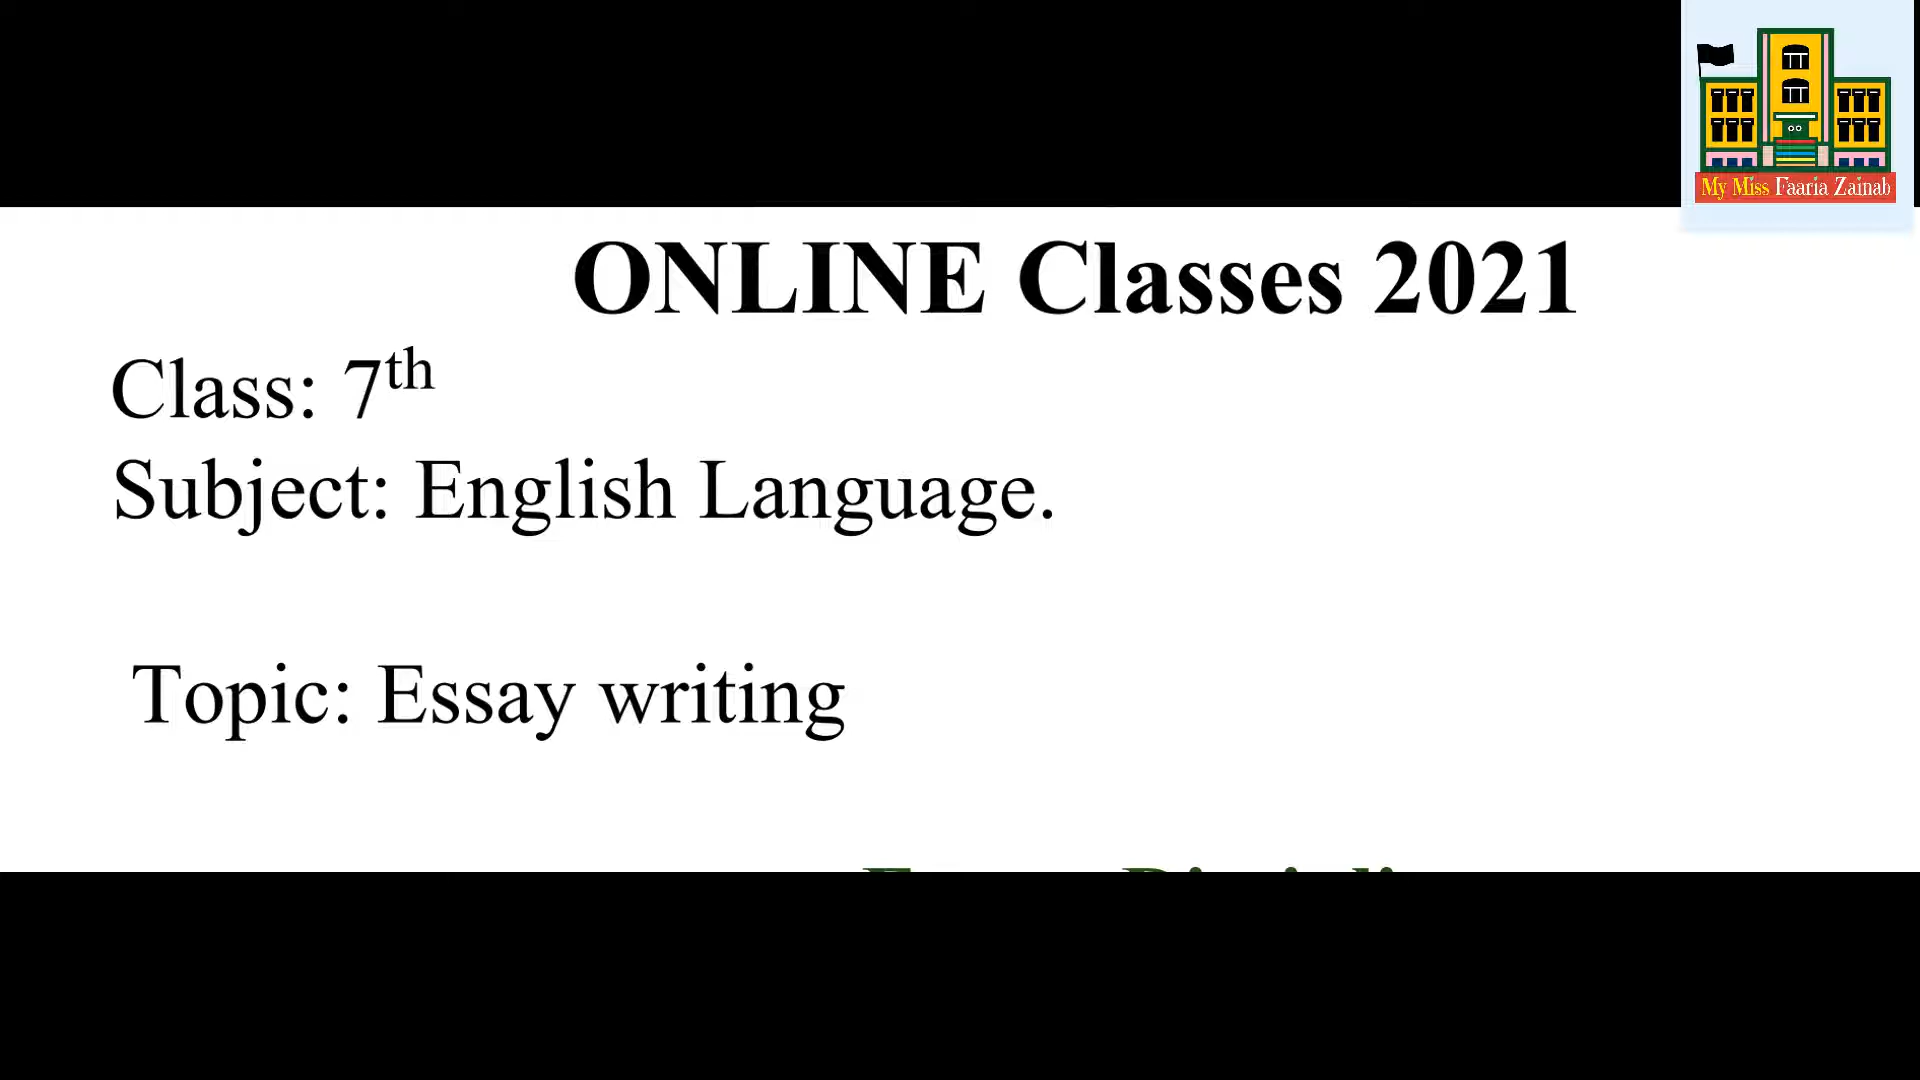 My Miss Faaria Zainab
ONLINE Classes 2021
Class: 7th
Subject: English Language.
Topic: Essay writing